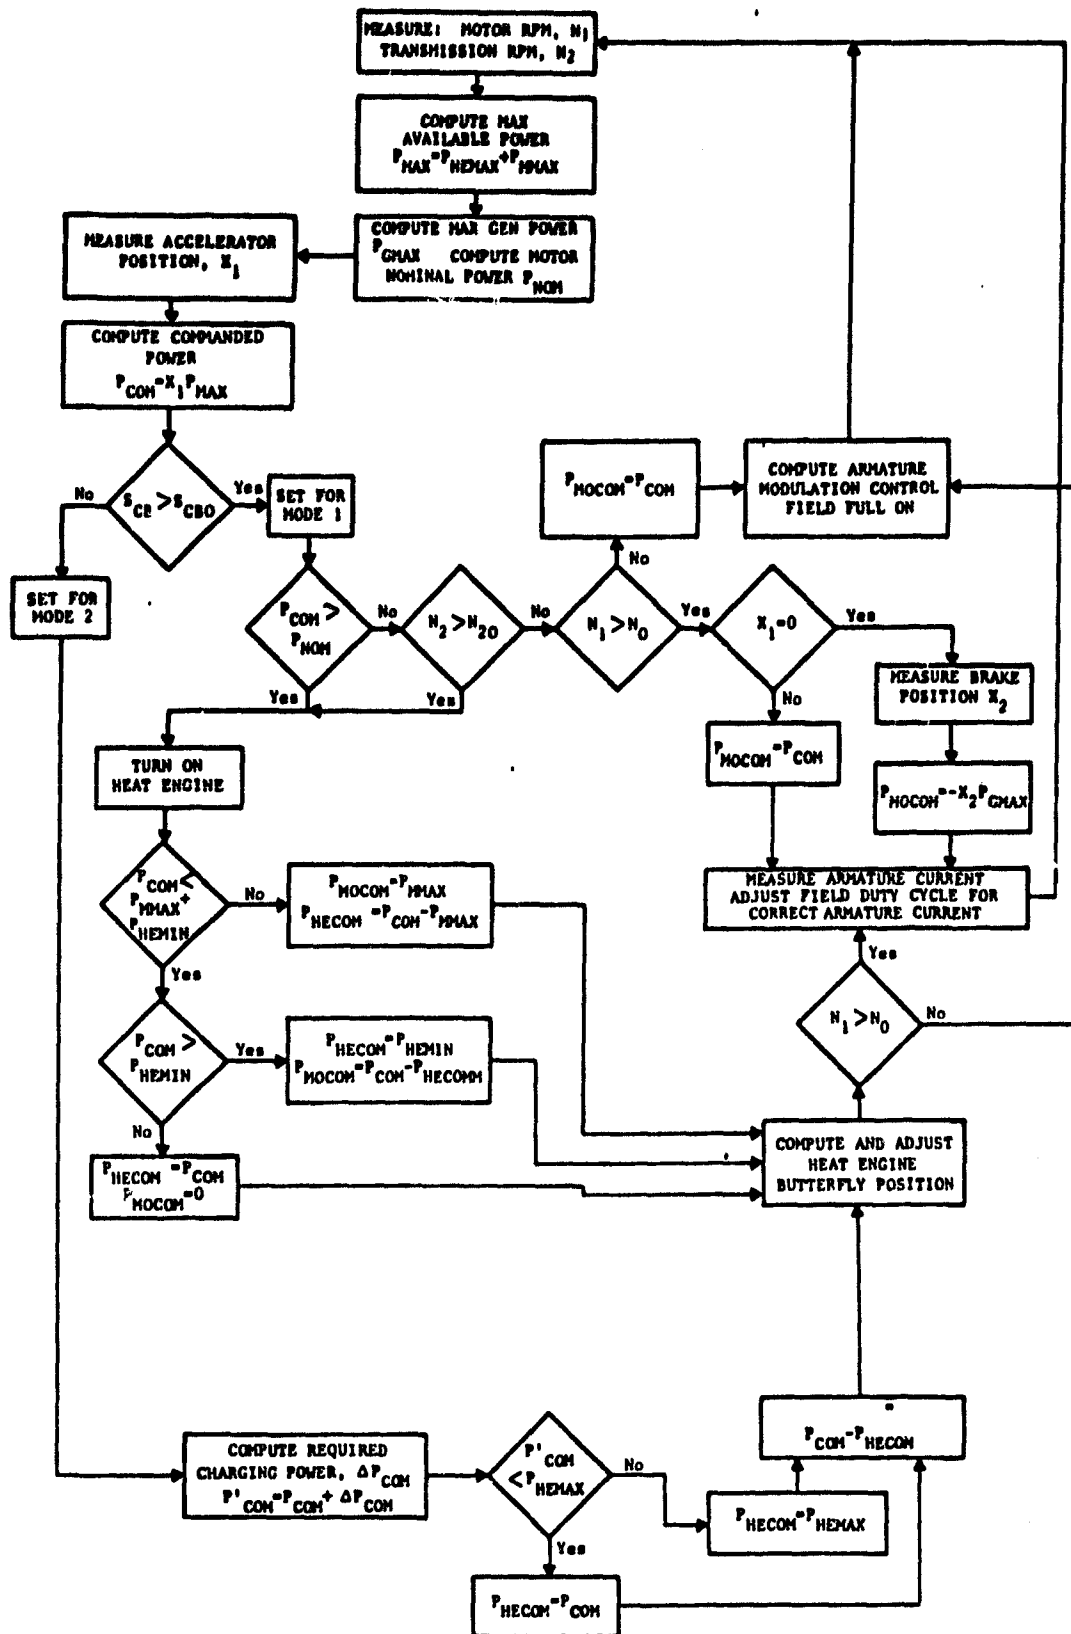 MEASURE: MOTOR RPM, N1
TRANSMISSION RPM, N2
COMPUTE MAX
AVAILABLE POWER
PMAX=PHEMAX+PMMAX
COMPUTE MAX GEN POWER
PGMAX COMPUTE MOTOR
NOMINAL POWER PNOM
MEASURE ACCELERATOR
POSITION, X1
COMPUTE COMMANDED
POWER
PCOM=X1PMAX
No
SCB>SCBO
Yes
SET FOR
MODE 1
SET FOR
MODE 2
PCOM>
PNOM
No
Yes
N2>N20
No
Yes
N1>N0
No
Yes
PMOCOM=PCOM
COMPUTE ARMATURE
MODULATION CONTROL
FIELD FULL ON
X1=0
Yes
No
MEASURE BRAKE
POSITION X2
PMOCOM=PCOM
PMOCOM=-X2PGMAX
TURN ON
HEAT ENGINE
MEASURE ARMATURE CURRENT
ADJUST FIELD DUTY CYCLE FOR
CORRECT ARMATURE CURRENT
PCOM<
PMMAX+
PHEMIN
No
Yes
PMOCOM=PMMAX
PHECOM=PCOM-PMMAX
Yes
N1>N0
No
PCOM>
PHEMIN
Yes
No
PHECOM=PHEMIN
PMOCOM=PCOM-PHECOMM
PHECOM=PCOM
PMOCOM=0
COMPUTE AND ADJUST
HEAT ENGINE
BUTTERFLY POSITION
COMPUTE REQUIRED
CHARGING POWER, ΔPCOM
P'COM=PCOM+ ΔPCOM
P'COM
<PHEMAX
No
Yes
=
PCOM-PHECOM
PHECOM=PHEMAX
PHECOM=PCOM